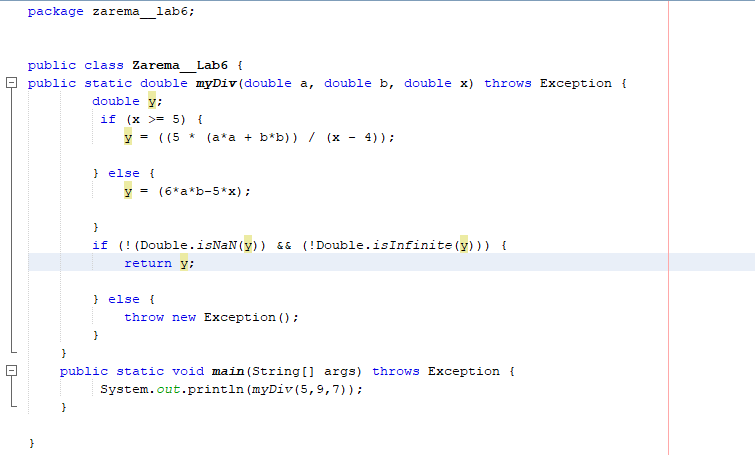 package zarema__lab6;
public class Zarema__Lab6 {
public static double myDiv(double a, double b, double x) throws Exception {
double y;
if (x >= 5) {
y = ((5 * (a*a + b*b)) / (x - 4));
} else {
y = (6*a*b-5*x);
}
if (!(Double.isNaN(y)) && (!Double.isInfinite(y))) {
return y;
} else {
throw new Exception();
}
}
public static void main(String[] args) throws Exception {
System.out.println(myDiv(5,9,7));
}
}